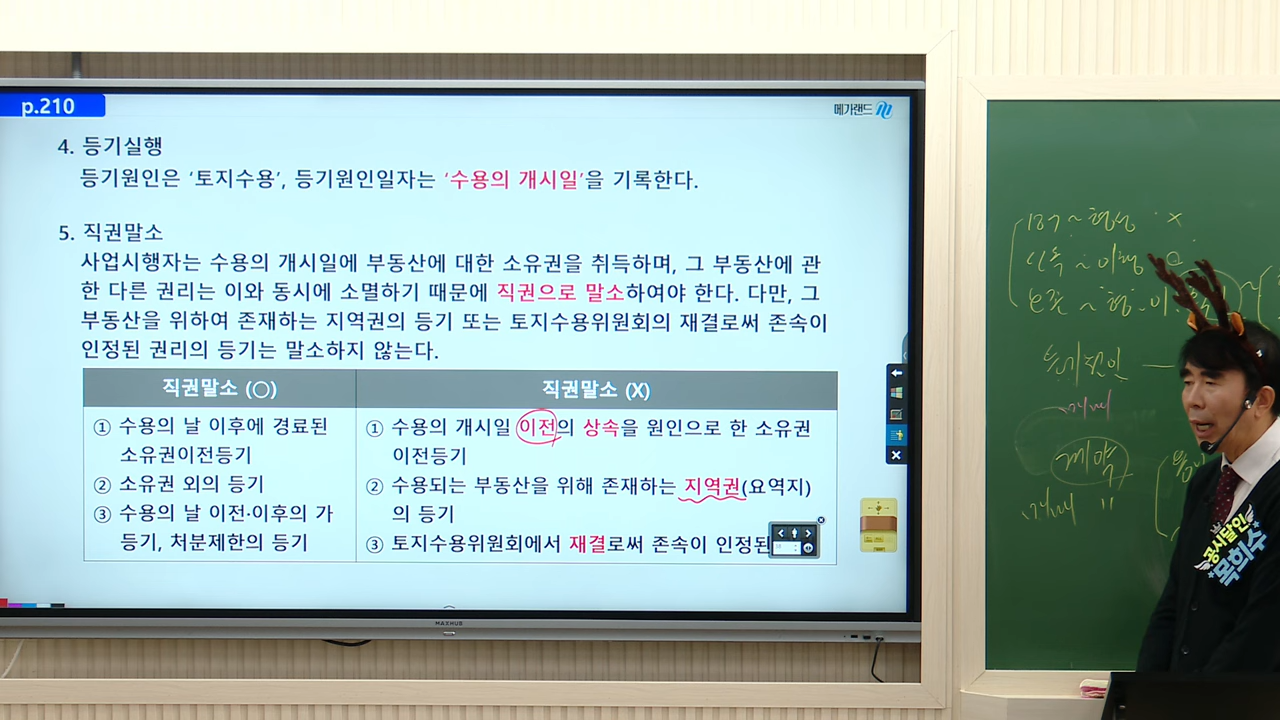 p.210
메가랜드
4. 등기실행
등기원인은 ‘토지수용’, 등기원인일자는 ‘수용의 개시일’을 기록한다.
5. 직권말소
사업시행자는 수용의 개시일에 부동산에 대한 소유권을 취득하며, 그 부동산에 관
한 다른 권리는 이와 동시에 소멸하기 때문에 직권으로 말소하여야 한다. 다만, 그
부동산을 위하여 존재하는 지역권의 등기 또는 토지수용위원회의 재결로써 존속이
인정된 권리의 등기는 말소하지 않는다.
직권말소 (○)
① 수용의 날 이후에 경료된
소유권이전등기
② 소유권 외의 등기
③ 수용의 날 이전·이후의 가
등기, 처분제한의 등기
직권말소 (X)
① 수용의 개시일 이전의 상속을 원인으로 한 소유권
이전등기
② 수용되는 부동산을 위해 존재하는 지역권(요역지)
의 등기
③ 토지수용위원회에서 재결로써 존속이 인정된
MAXHUB
등기원인
매매
계약
매매 "
공시달인
목희수